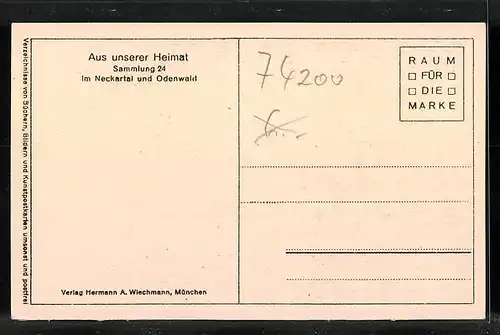 Verzeichnisse von Büchern, Bildern und Kunstpostkarten umsonst und postfrei
Aus unserer Heimat
Sammlung 24
Im Neckartal und Odenwald
Verlag Hermann A. Wiechmann, München
74200
RAUM
FÜR
DIE
MARKE